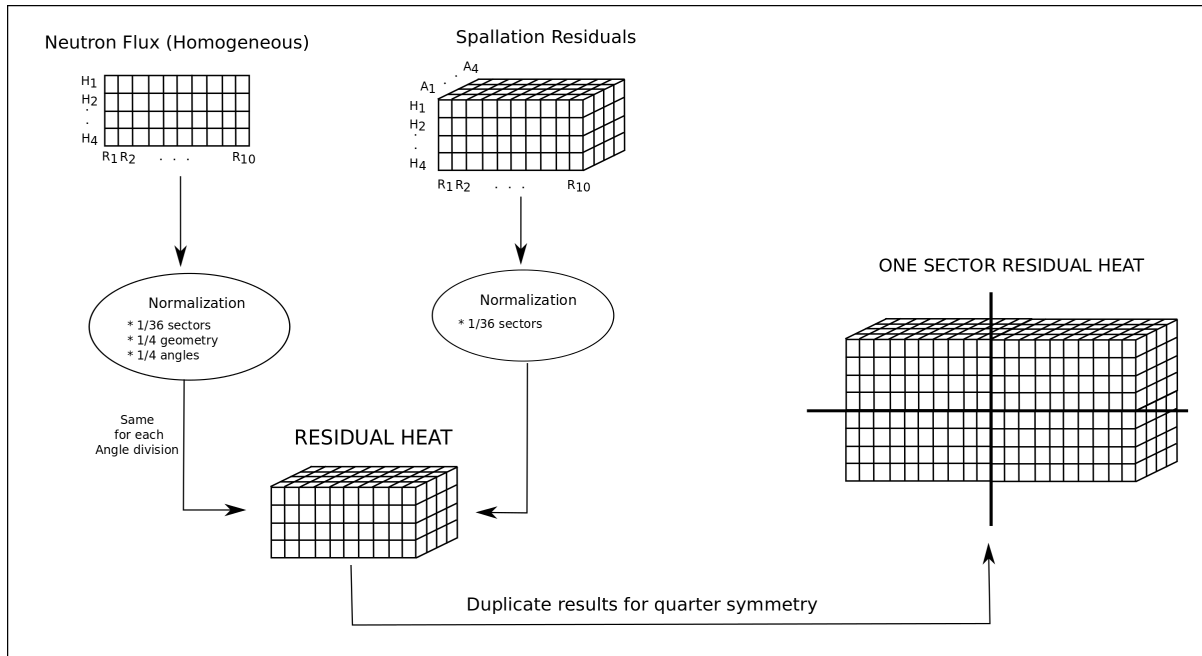 Neutron Flux (Homogeneous)
H1
H2
.
.
H4
R1 R2 . . . R10
Spallation Residuals
A4
.
.
A1
H1
H2
.
.
H4
R1 R2 . . . R10
Normalization
* 1/36 sectors
* 1/4 geometry
* 1/4 angles
Normalization
* 1/36 sectors
Same
for each
Angle division
RESIDUAL HEAT
ONE SECTOR RESIDUAL HEAT
Duplicate results for quarter symmetry